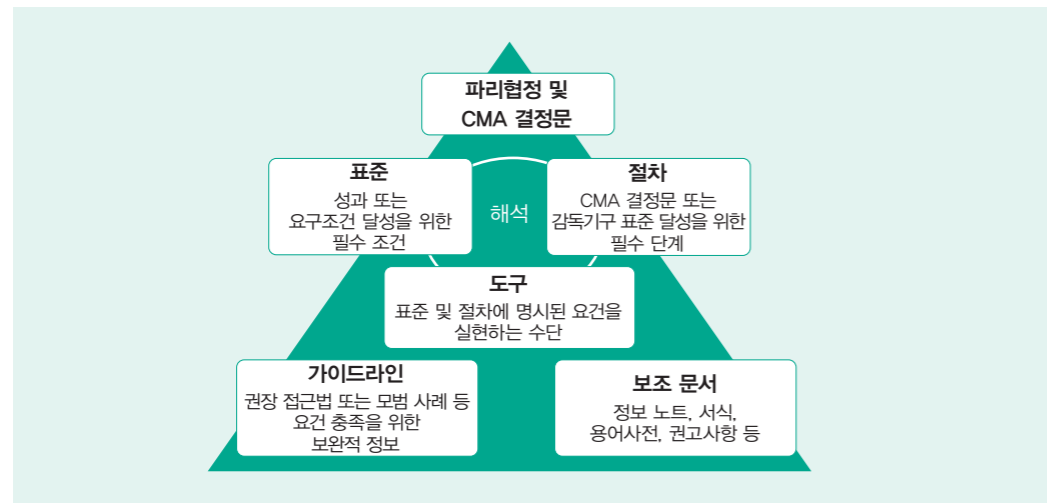 파리협정 및
CMA 결정문
표준
성과 또는
요구조건 달성을 위한
필수 조건
해석
절차
CMA 결정문 또는
감독기구 표준 달성을 위한
필수 단계
도구
표준 및 절차에 명시된 요건을
실현하는 수단
가이드라인
권장 접근법 또는 모범 사례 등
요건 충족을 위한
보완적 정보
보조 문서
정보 노트, 서식,
용어사전, 권고사항 등